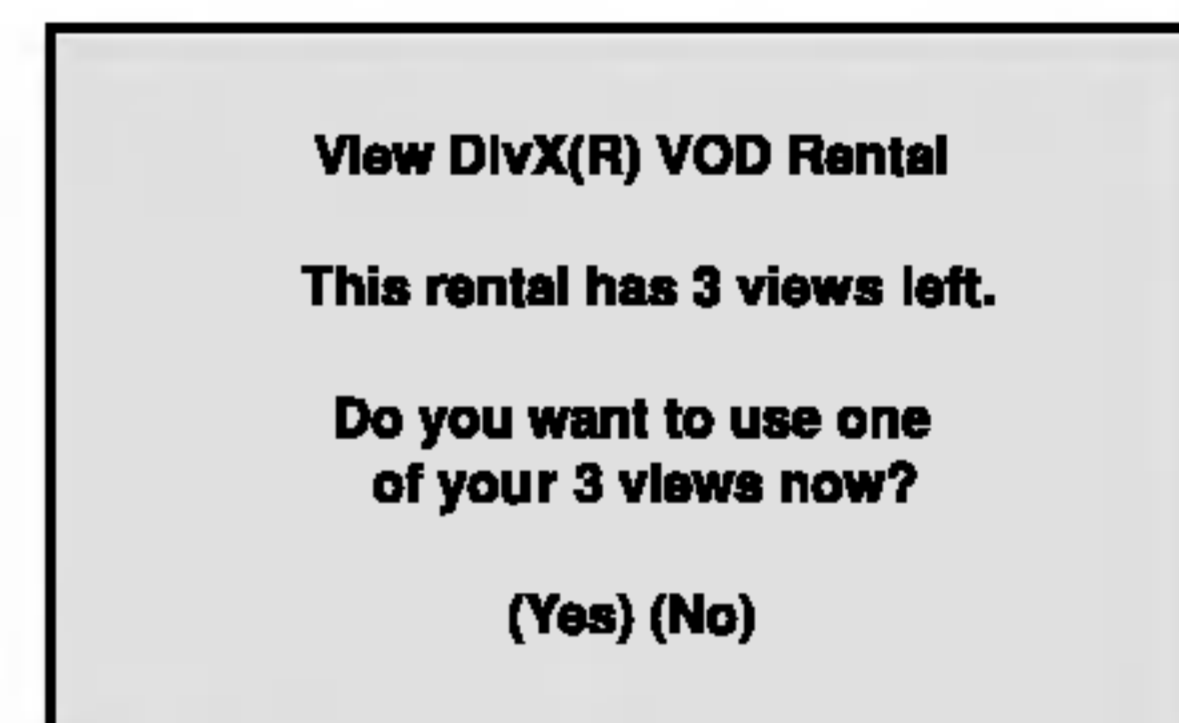 View DivX(R) VOD Rental
This rental has 3 views left.
Do you want to use one
of your 3 views now?
(Yes) (No)